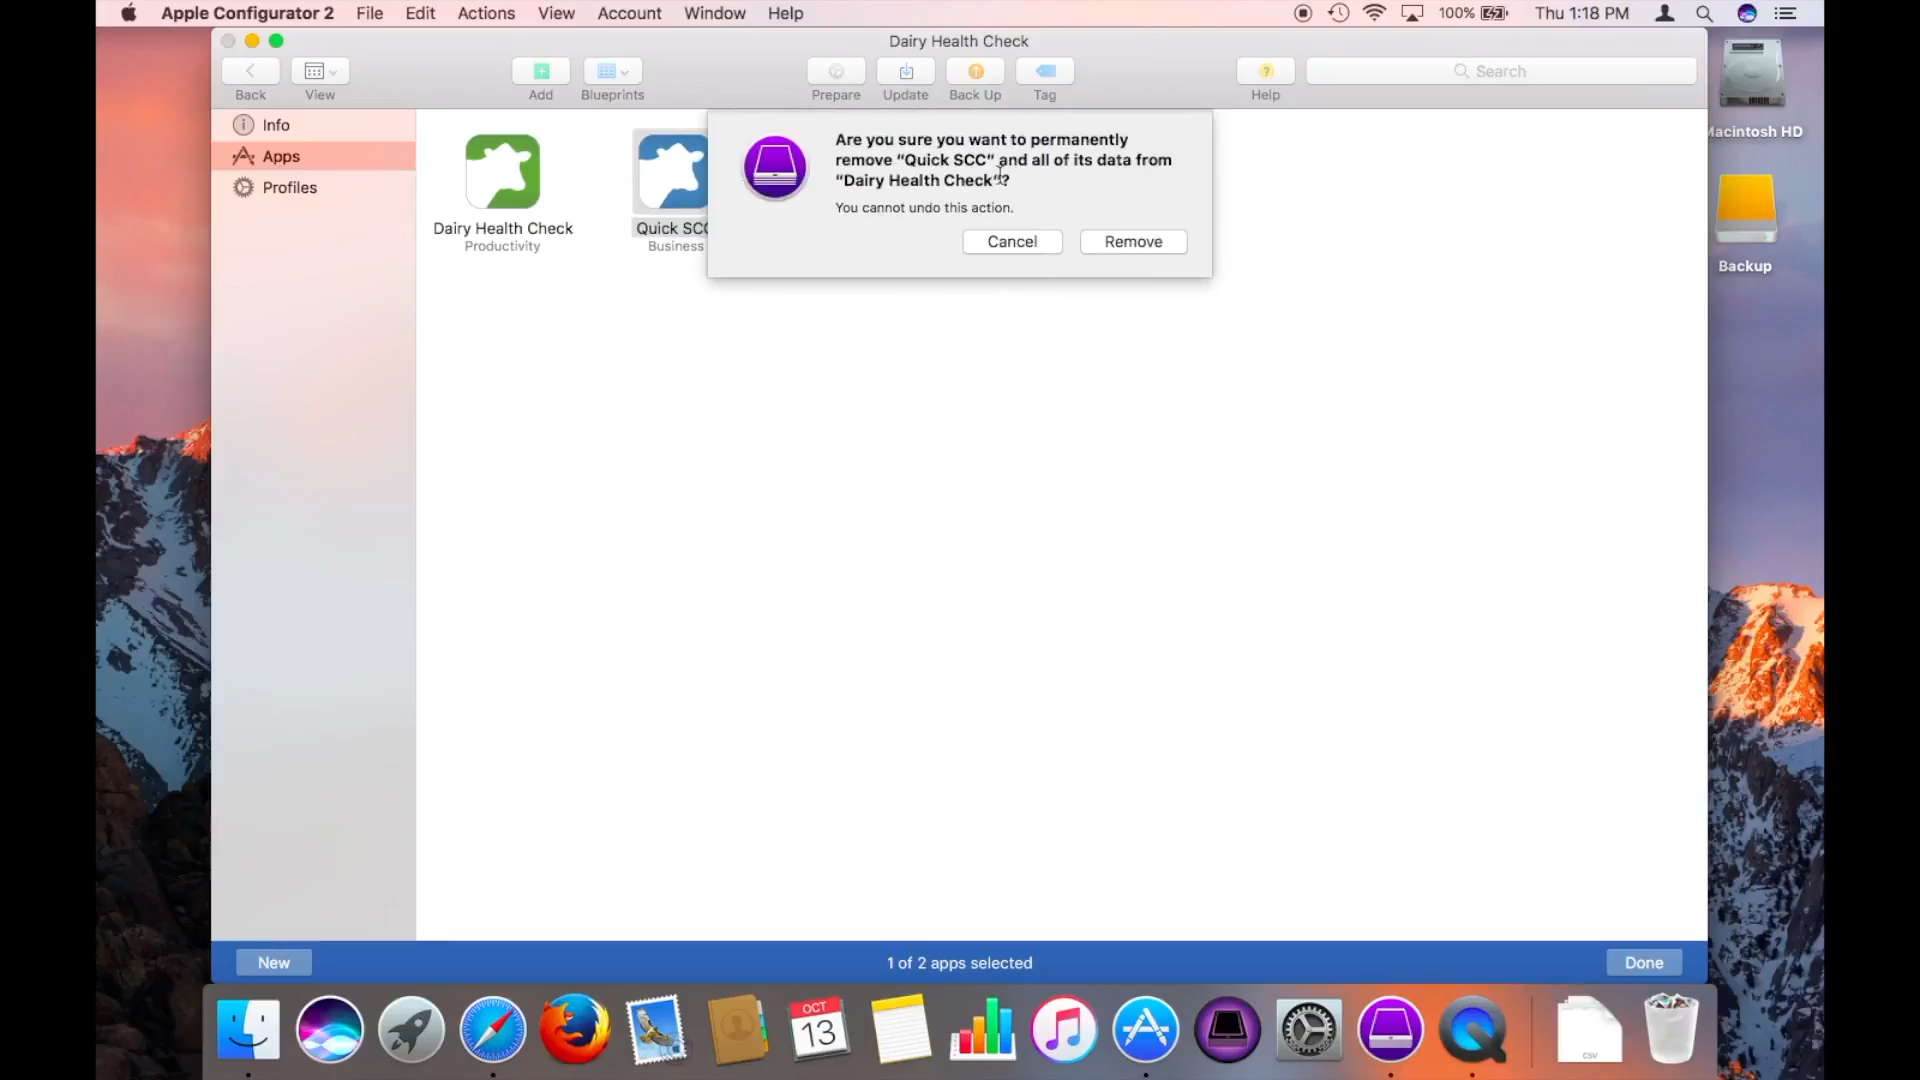 Apple Configurator 2 File Edit Actions View Account Window Help 100% Thu 1:18 PM
Dairy Health Check
Back View Add Blueprints Prepare Update Back Up Tag ? Help Search
Info
Apps
Profiles
Dairy Health Check
Productivity
Quick SCC
Business
Are you sure you want to permanently
remove “Quick SCC” and all of its data from
“Dairy Health Check”?
You cannot undo this action.
Cancel Remove
Macintosh HD
Backup
New 1 of 2 apps selected Done
OCT
13
CSV